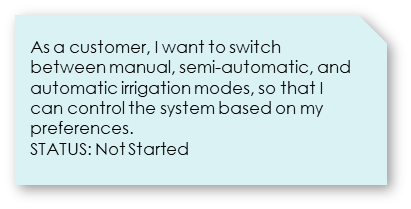 As a customer, I want to switch
between manual, semi-automatic, and
automatic irrigation modes, so that I
can control the system based on my
preferences.
STATUS: Not Started